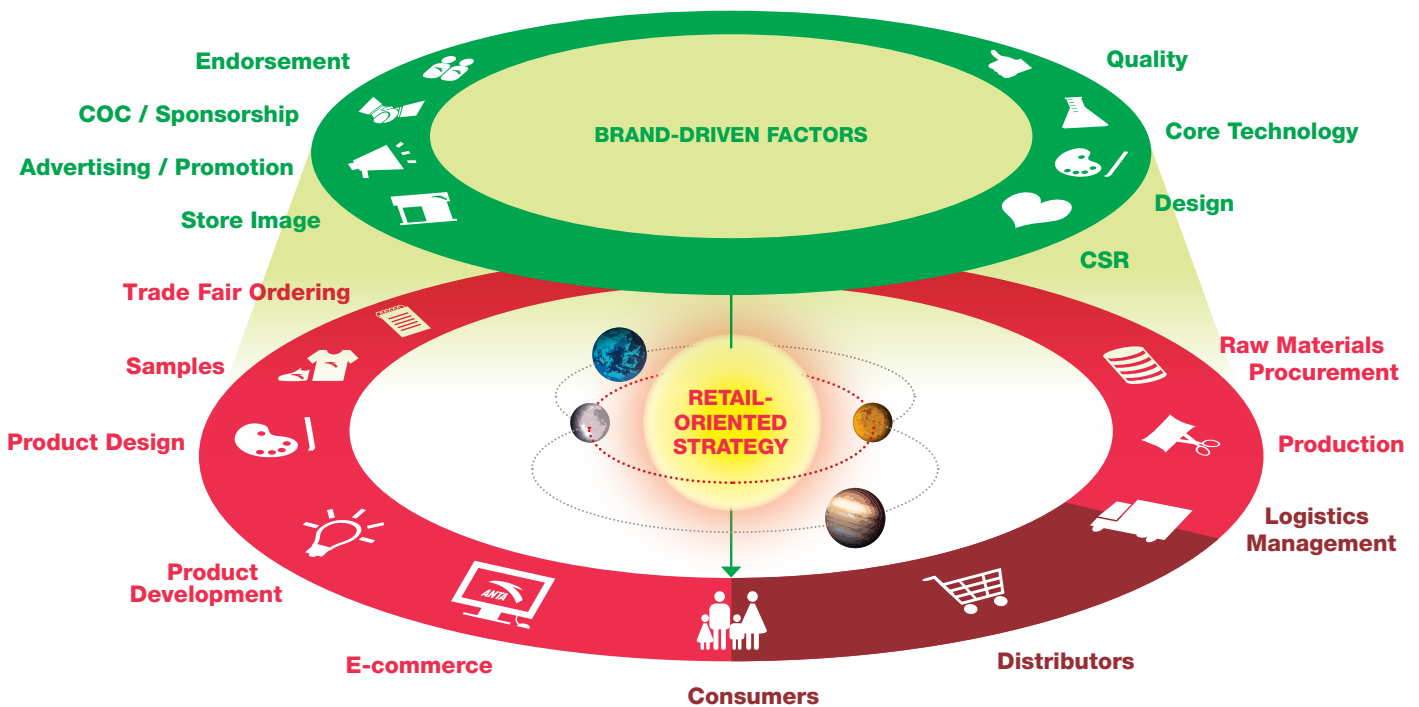 Endorsement
COC / Sponsorship
Advertising / Promotion
Store Image
BRAND-DRIVEN FACTORS
Quality
Core Technology
Design
CSR
Trade Fair Ordering
Samples
Product Design
Product
Development
E-commerce
RETAIL-
ORIENTED
STRATEGY
Raw Materials
Procurement
Production
Logistics
Management
Distributors
Consumers
ANTA